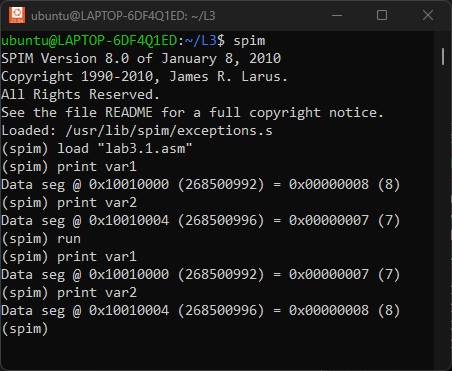 ubuntu@LAPTOP-6DF4Q1ED: ~/L3
ubuntu@LAPTOP-6DF4Q1ED:~/L3$ spim
SPIM Version 8.0 of January 8, 2010
Copyright 1990-2010, James R. Larus.
All Rights Reserved.
See the file README for a full copyright notice.
Loaded: /usr/lib/spim/exceptions.s
(spim) load "lab3.1.asm"
(spim) print var1
Data seg @ 0x10010000 (268500992) = 0x00000008 (8)
(spim) print var2
Data seg @ 0x10010004 (268500996) = 0x00000007 (7)
(spim) run
(spim) print var1
Data seg @ 0x10010000 (268500992) = 0x00000007 (7)
(spim) print var2
Data seg @ 0x10010004 (268500996) = 0x00000008 (8)
(spim)